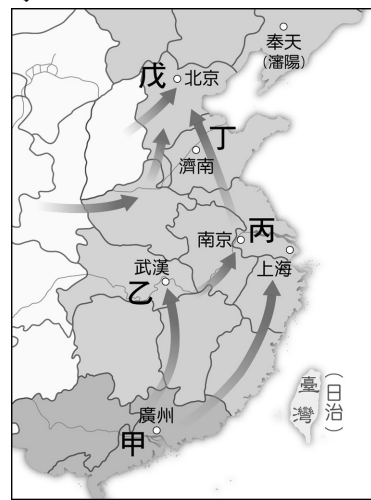 奉天
(瀋陽)
戊
北京
丁
濟南
南京
丙
上海
武漢
乙
廣州
甲
臺灣
(日治)